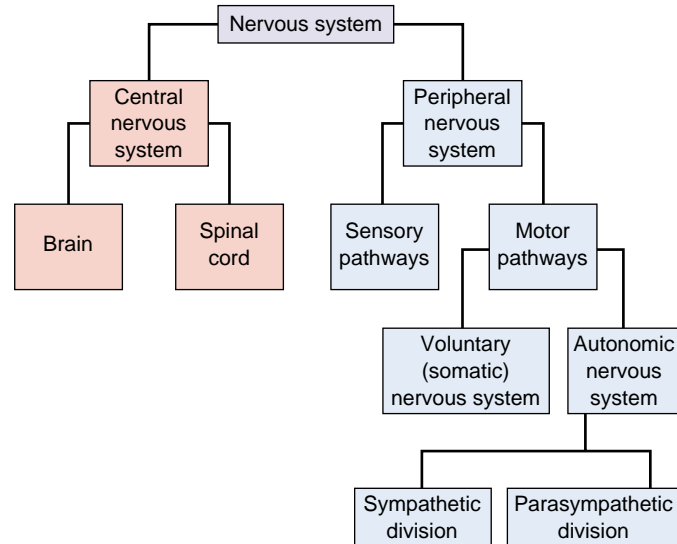 Nervous system
Central
nervous
system
Peripheral
nervous
system
Brain
Spinal
cord
Sensory
pathways
Motor
pathways
Voluntary
(somatic)
nervous system
Autonomic
nervous
system
Sympathetic
division
Parasympathetic
division